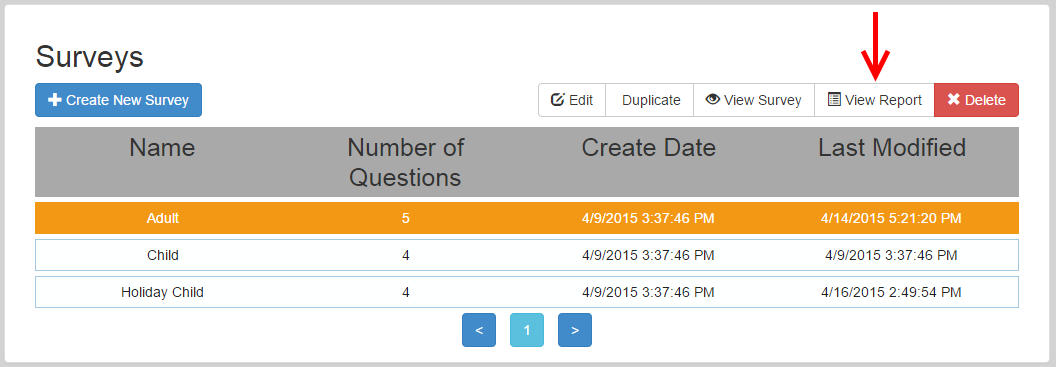 Surveys
Create New Survey Edit Duplicate View Survey View Report Delete
Name Number of Questions Create Date Last Modified
Adult 5 4/9/2015 3:37:46 PM 4/14/2015 5:21:20 PM
Child 4 4/9/2015 3:37:46 PM 4/9/2015 3:37:46 PM
Holiday Child 4 4/9/2015 3:37:46 PM 4/16/2015 2:49:54 PM
< 1 >